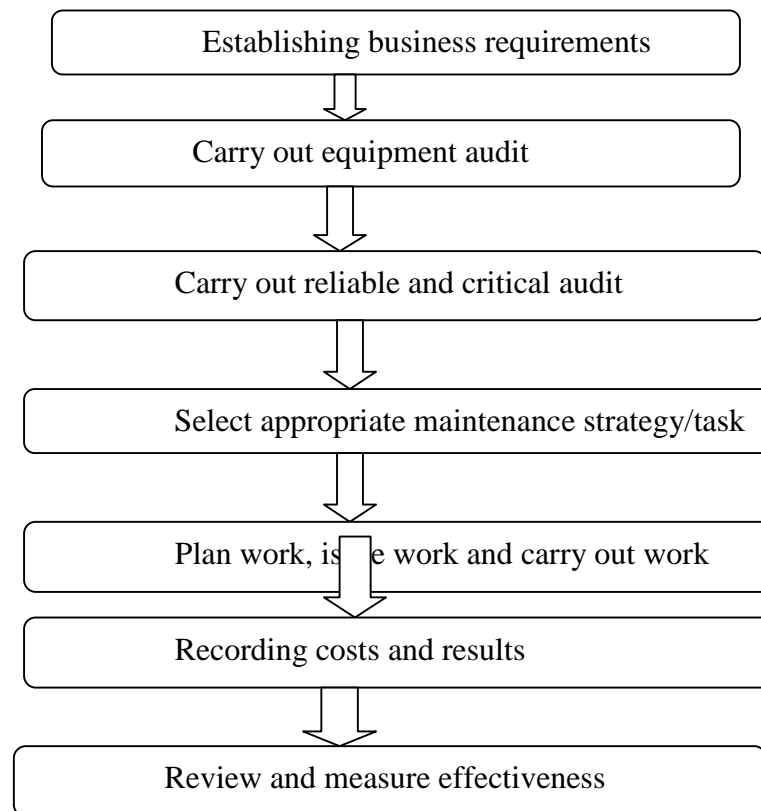 Establishing business requirements
Carry out equipment audit
Carry out reliable and critical audit
Select appropriate maintenance strategy/task
Plan work, work and carry out work
Recording costs and results
Review and measure effectiveness